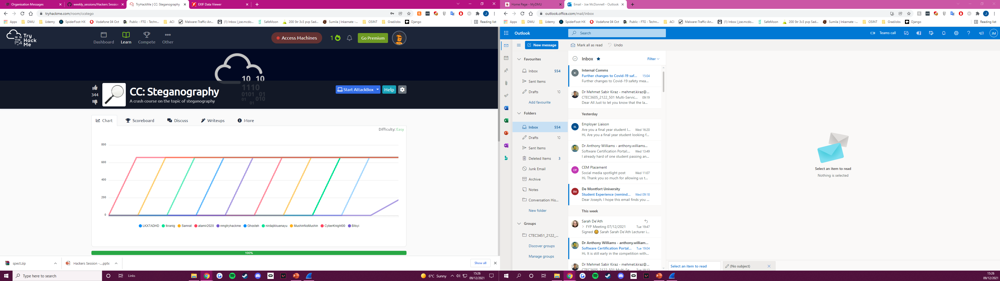 Organisation Messages
weekly_sessions/Hackers Session
TryHackMe | CC: Steganography
EXIF Data Viewer
tryhackme.com/room/ccstego
Apps DMU Udemy SpiderFoot HX Vodafone 04 Oct Public - FTG - Techn... ACI Malware-Traffic-An... (1) Inbox | joe.mcdo... SafeMoon 200 Str 3v3 pvp Sad... Sumila | Inkarnate -... OSINT GradJobs Django Reading list
Try
Hack
Me
Dashboard Learn Compete Other
Access Machines
1
Go Premium
344
CC: Steganography
A crash course on the topic of steganography
Start AttackBox
Help
Chart Scoreboard Discuss Writeups More
Difficulty: Easy
800
600
400
200
0
LKX7ADHD tkranig Samrat atamir2020 nmgtryhackme Ghosteh nirdajikkuenayu MushinNoMushin CyberKnight00 Bitsyi
100%
spect.zip
Hackers Session -....pptx
Show all
Type here to search
Links
6°C Sunny
15:26
09/12/2021
Home Page - MyDMU
Email - Joe McDonnell - Outlook
outlook.office.com/mail/inbox
Apps DMU Udemy SpiderFoot HX Vodafone 04 Oct Public - FTG - Techn... ACI Malware-Traffic-An... (1) Inbox | joe.mcdo... SafeMoon 200 Str 3v3 pvp Sad... Sumila | Inkarnate -... OSINT GradJobs Django Reading list
Outlook
Search
Teams call
JM
New message
Mark all as read
Undo
Favourites
Inbox 554
Sent Items
Drafts 10
Add favourite
Folders
Inbox 554
Drafts 10
Sent Items
Deleted Items 3
Junk Email
Archive
Notes
Conversation His...
New folder
Groups
CTEC3451_2122_...
Discover groups
Manage groups
Inbox
Filter
IC
Internal Comms
Further changes to Covid-19 saf... 15:04
Further changes to Covid-19 safety mea...
Dr Mehmet Sabir Kiraz - mehmet.kiraz@...
CTEC3605_2122_501 Multi-Servic... 09:19
Dear All Just to let you know that the la...
Yesterday
EL
Employer Liaison
Are you a final year student l... Wed 16:20
Hi, Are you a final year student looking f...
Dr Anthony Williams - anthony.williams...
Software Certification Portal:... Wed 13:49
I already hard of one student passing an...
CP
CEM Placement
Social media spotlight post Wed 11:07
Hi, Thank you so much for allowing us t...
DU
De Montfort University
Student Experience (remind... Wed 09:18
Dear Joseph, I hope this email finds you ...
This week
Sarah De'Ath
FYP Meeting 07/12/2021 Tue 19:47
Signed 😊 Sarah Sarah De'Ath Lecturer i...
Dr Anthony Williams - anthony.william...
Software Certification Portal... Tue 19:04
Hi, It is still early in the competition with...
Dr Mehmet Sabir Kiraz - mehmet.kiraz@...
CTEC3605_2122_501 Multi-Se... Tue 18:13
Select an item to read
Nothing is selected
Select an item to read
(No subject)
15:26
09/12/2021